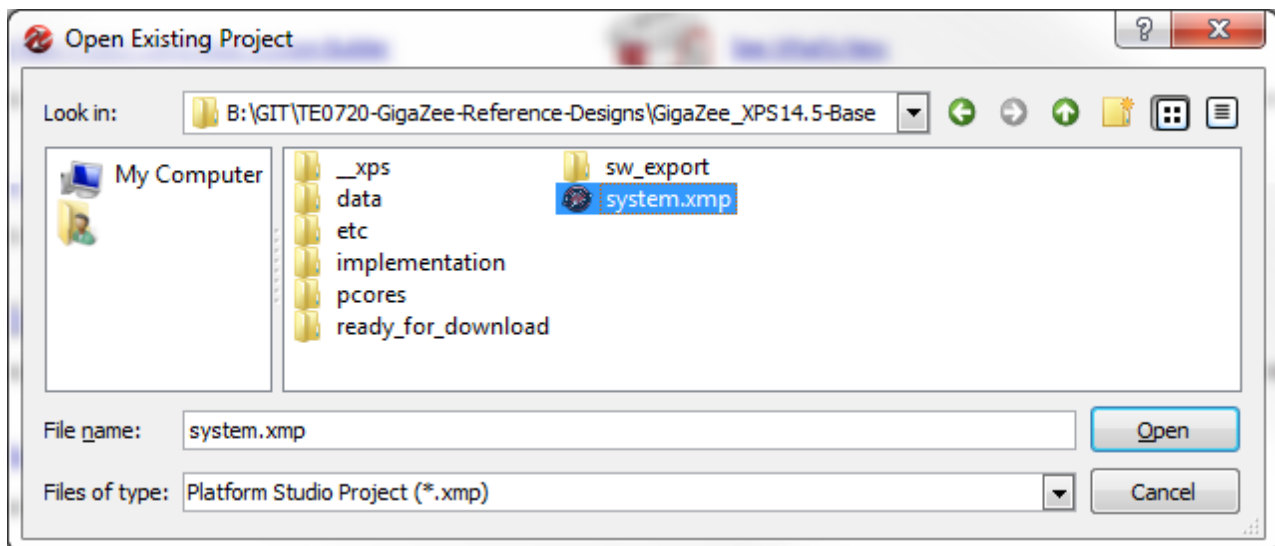 Open Existing Project
Look in: B:\GIT\TE0720-GigaZee-Reference-Designs\GigaZee_XPS14.5-Base
My Computer
__xps
data
etc
implementation
pcores
ready_for_download
sw_export
system.xmp
File name: system.xmp
Open
Files of type: Platform Studio Project (*.xmp)
Cancel